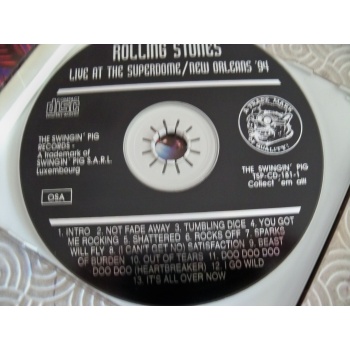 ROLLING STONES
LIVE AT THE SUPERDOME/NEW ORLEANS '94
COMPACT
DISC
DIGITAL AUDIO
THE SWINGIN' PIG
RECORDS -
A trademark of
SWINGIN' PIG S.A.R.L.
Luxembourg
OSA
A TRADE MARK
OF QUALITY!
THE SWINGIN' PIG
TSP-CD-181-1
Collect 'em all!
1. INTRO 2. NOT FADE AWAY 3. TUMBLING DICE 4. YOU GOT
ME ROCKING 5. SHATTERED 6. ROCKS OFF 7. SPARKS
WILL FLY 8. (I CAN'T GET NO) SATISFACTION 9. BEAST
OF BURDEN 10. OUT OF TEARS 11. DOO DOO DOO
DOO DOO (HEARTBREAKER) 12. I GO WILD
13. IT'S ALL OVER NOW